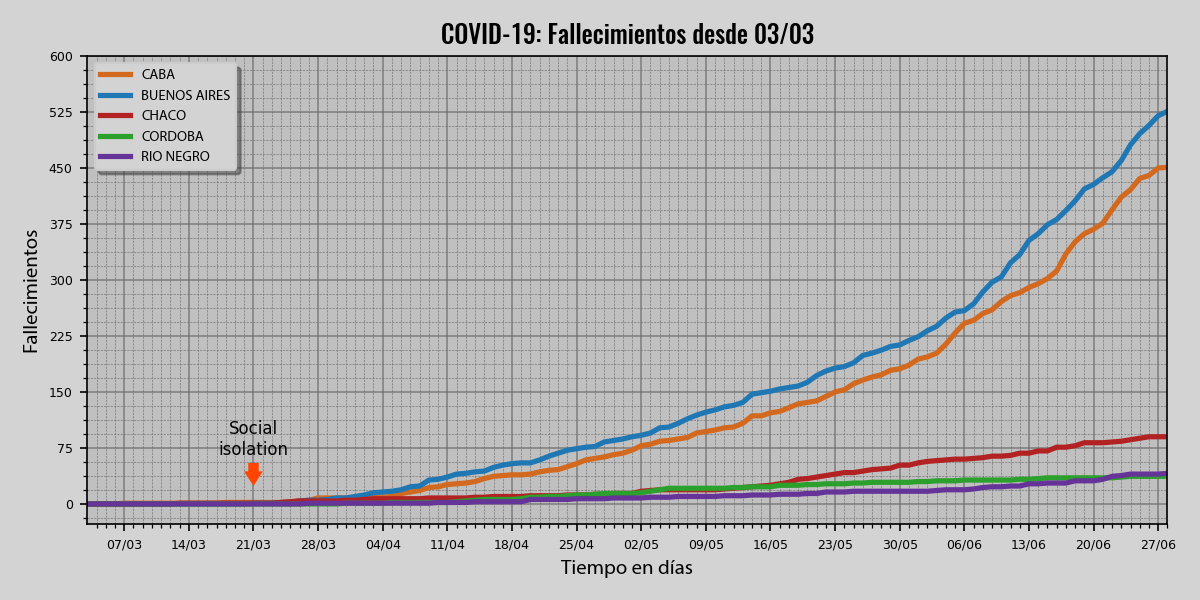 COVID-19: Fallecimientos desde 03/03
600
525
450
375
300
225
150
75
0
Fallecimientos
CABA
BUENOS AIRES
CHACO
CORDOBA
RIO NEGRO
Social
isolation
07/03 14/03 21/03 28/03 04/04 11/04 18/04 25/04 02/05 09/05 16/05 23/05 30/05 06/06 13/06 20/06 27/06
Tiempo en días